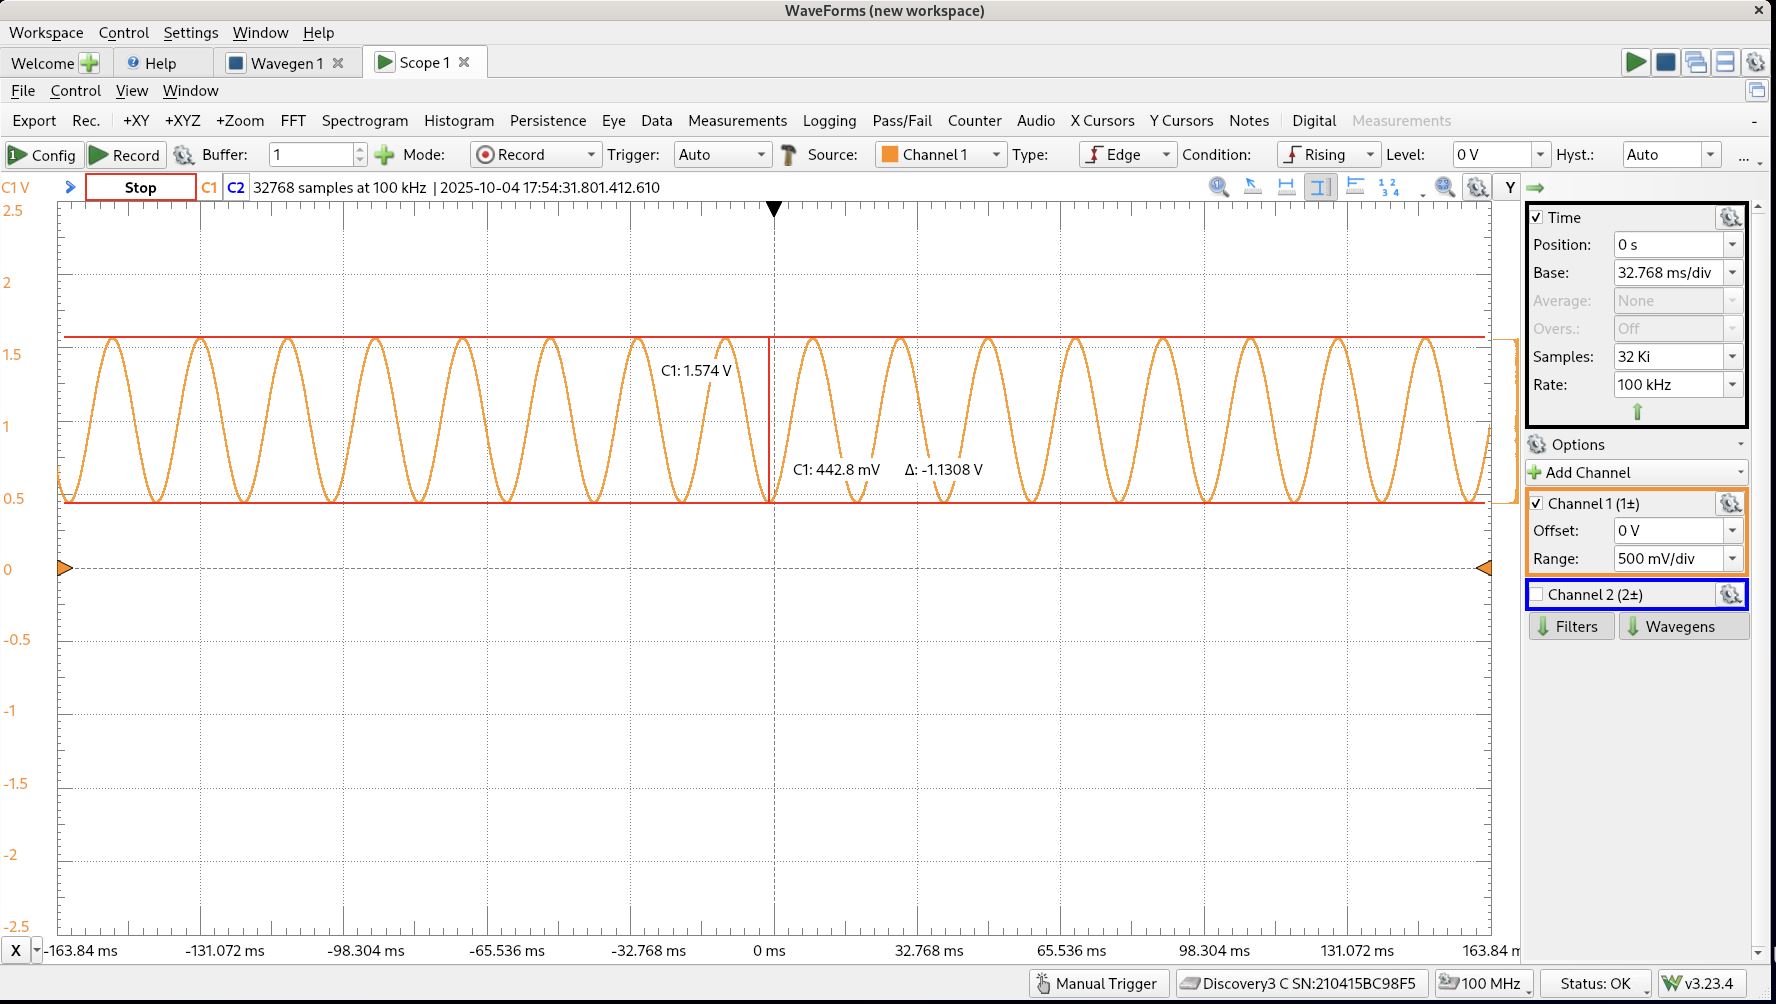 WaveForms (new workspace)
Workspace Control Settings Window Help
Welcome Help Wavegen 1 Scope 1
File Control View Window
Export Rec. +XY +XYZ +Zoom FFT Spectrogram Histogram Persistence Eye Data Measurements Logging Pass/Fail Counter Audio X Cursors Y Cursors Notes Digital Measurements
Config Record Buffer: 1 Mode: Record Trigger: Auto Source: Channel 1 Type: Edge Condition: Rising Level: 0 V Hyst.: Auto ...
C1 V Stop C1 C2 32768 samples at 100 kHz | 2025-10-04 17:54:31.801.412.610 Y
2.5
2
1.5
1
0.5
0
-0.5
-1
-1.5
-2
-2.5
C1: 1.574 V
C1: 442.8 mV Δ: -1.1308 V
X -163.84 ms -131.072 ms -98.304 ms -65.536 ms -32.768 ms 0 ms 32.768 ms 65.536 ms 98.304 ms 131.072 ms 163.84 m
Time
Position: 0 s
Base: 32.768 ms/div
Average: None
Overs.: Off
Samples: 32 Ki
Rate: 100 kHz
Options
Add Channel
Channel 1 (1±)
Offset: 0 V
Range: 500 mV/div
Channel 2 (2±)
Filters Wavegens
Manual Trigger Discovery3 C SN:210415BC98F5 100 MHz Status: OK v3.23.4